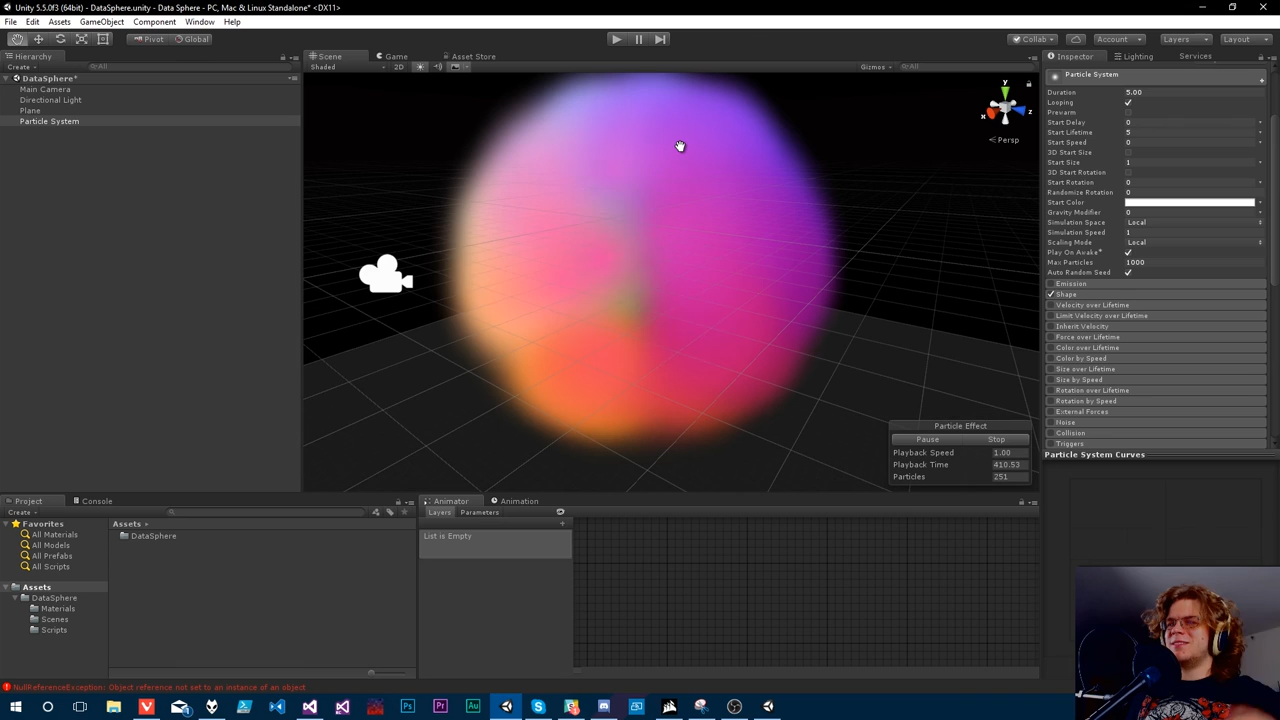 Unity 5.5.0f3 (64bit) - DataSphere.unity - Data Sphere - PC, Mac & Linux Standalone* <DX11>
File Edit Assets GameObject Component Window Help
Pivot Global Collab Account Layers Layout
Hierarchy Scene Game Asset Store Inspector Lighting Services
Create All Shaded 2D Gizmos All
DataSphere*
Main Camera
Directional Light
Plane
Particle System
y
x
z
Persp
Particle System
Duration 5.00
Looping
Prewarm
Start Delay 0
Start Lifetime 5
Start Speed 0
3D Start Size
Start Size 1
3D Start Rotation
Start Rotation 0
Randomize Rotation 0
Start Color
Gravity Modifier 0
Simulation Space Local
Simulation Speed 1
Scaling Mode Local
Play On Awake*
Max Particles 1000
Auto Random Seed
Emission
Shape
Velocity over Lifetime
Limit Velocity over Lifetime
Inherit Velocity
Force over Lifetime
Color over Lifetime
Color by Speed
Size over Lifetime
Size by Speed
Rotation over Lifetime
Rotation by Speed
External Forces
Noise
Collision
Triggers
Particle System Curves
Particle Effect
Pause Stop
Playback Speed 1.00
Playback Time 410.53
Particles 251
Project Console
Create
Favorites
All Materials
All Models
All Prefabs
All Scripts
Assets
DataSphere
Materials
Scenes
Scripts
Assets
DataSphere
Animator Animation
Layers Parameters
List is Empty
NullReferenceException: Object reference not set to an instance of an object